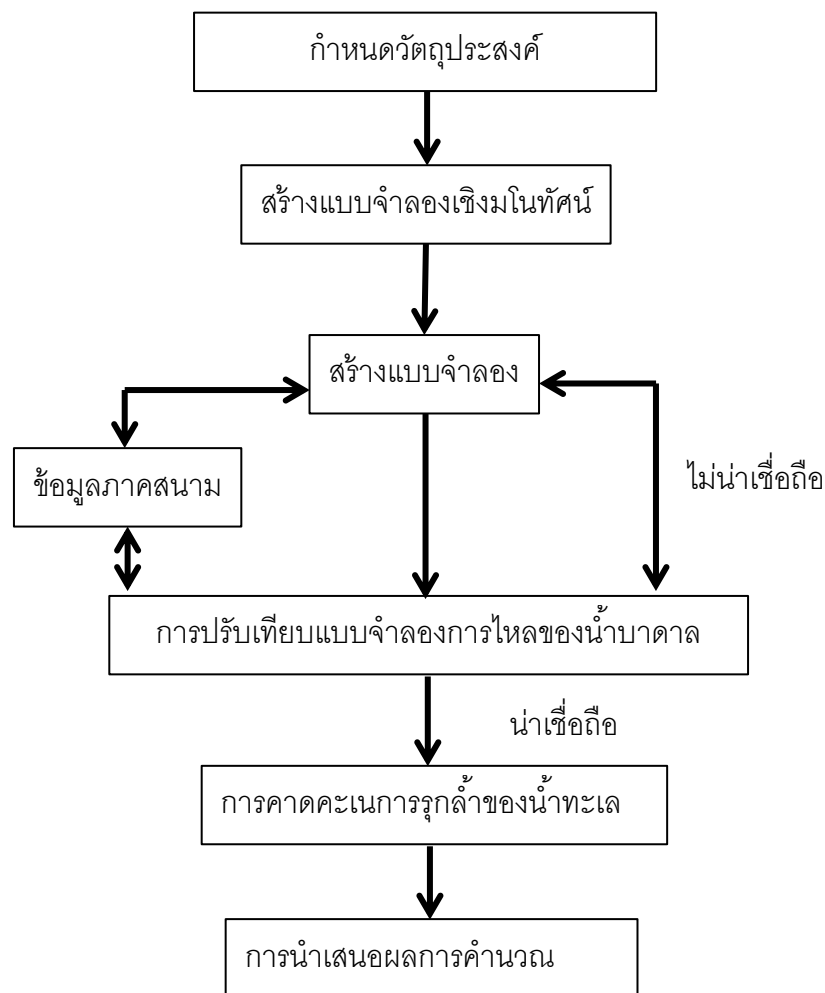 กำหนดวัตถุประสงค์
สร้างแบบจำลองเชิงมโนทัศน์
สร้างแบบจำลอง
ข้อมูลภาคสนาม
ไม่น่าเชื่อถือ
การปรับเทียบแบบจำลองการไหลของน้ำบาดาล
น่าเชื่อถือ
การคาดคะเนการรุกล้ำของน้ำทะเล
การนำเสนอผลการคำนวณ